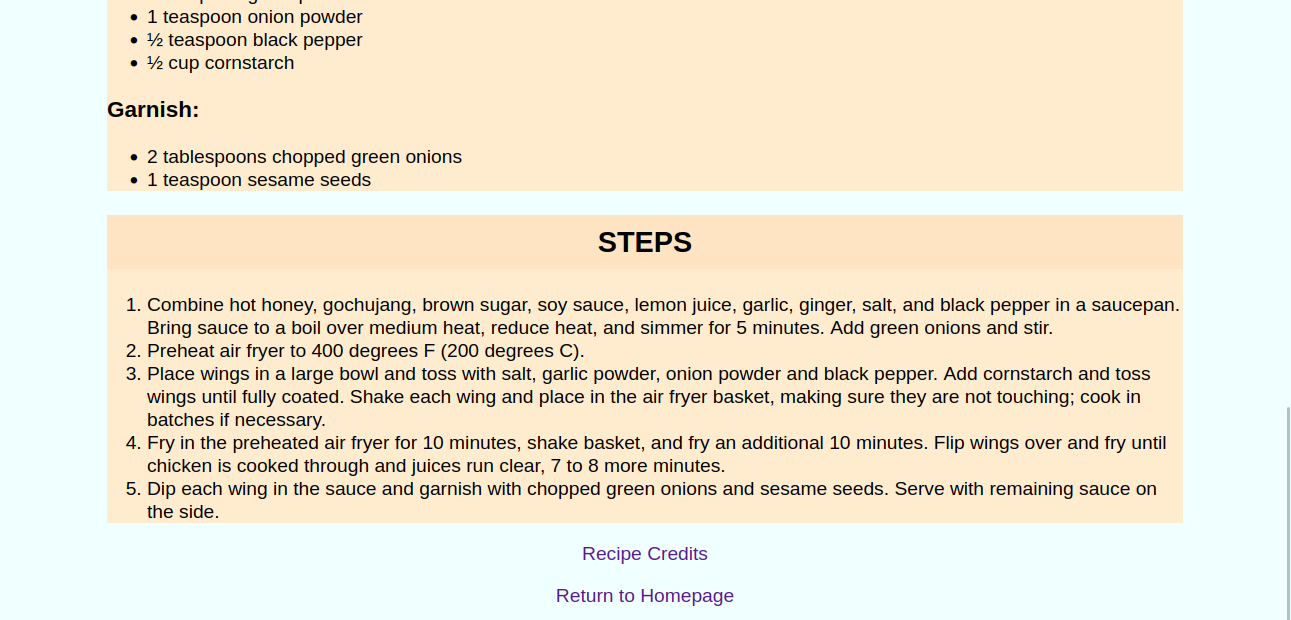 1 teaspoon onion powder
½ teaspoon black pepper
½ cup cornstarch
Garnish:
2 tablespoons chopped green onions
1 teaspoon sesame seeds
STEPS
1. Combine hot honey, gochujang, brown sugar, soy sauce, lemon juice, garlic, ginger, salt, and black pepper in a saucepan.
Bring sauce to a boil over medium heat, reduce heat, and simmer for 5 minutes. Add green onions and stir.
2. Preheat air fryer to 400 degrees F (200 degrees C).
3. Place wings in a large bowl and toss with salt, garlic powder, onion powder and black pepper. Add cornstarch and toss
wings until fully coated. Shake each wing and place in the air fryer basket, making sure they are not touching; cook in
batches if necessary.
4. Fry in the preheated air fryer for 10 minutes, shake basket, and fry an additional 10 minutes. Flip wings over and fry until
chicken is cooked through and juices run clear, 7 to 8 more minutes.
5. Dip each wing in the sauce and garnish with chopped green onions and sesame seeds. Serve with remaining sauce on
the side.
Recipe Credits
Return to Homepage